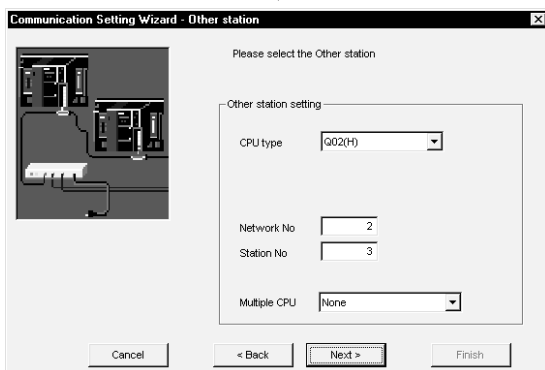 Communication Setting Wizard - Other station
Please select the Other station
Other station setting
CPU type Q02(H)
Network No 2
Station No 3
Multiple CPU None
Cancel < Back Next > Finish